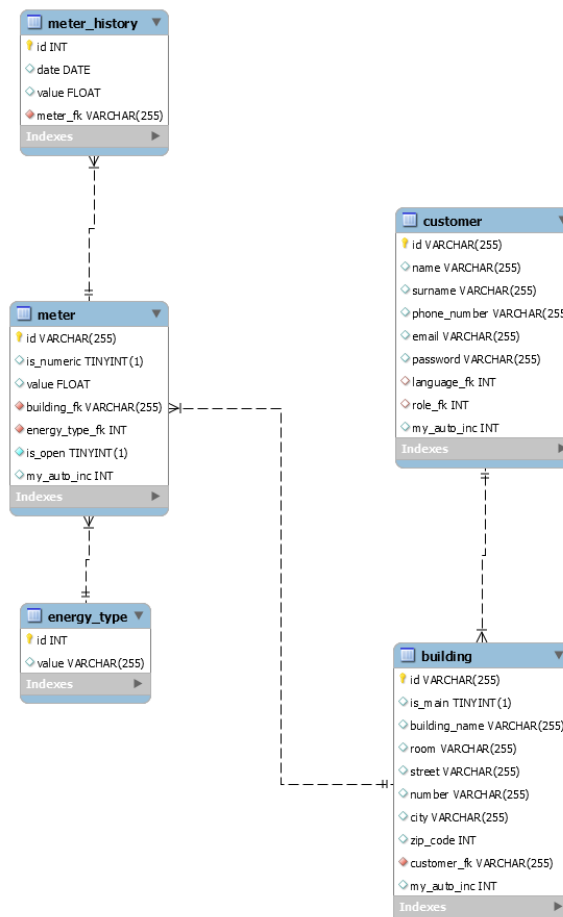 meter_history
id INT
date DATE
value FLOAT
meter_fk VARCHAR(255)
Indexes
customer
id VARCHAR(255)
name VARCHAR(255)
surname VARCHAR(255)
phone_number VARCHAR(255
email VARCHAR(255)
password VARCHAR(255)
language_fk INT
role_fk INT
my_auto_inc INT
Indexes
meter
id VARCHAR(255)
is_numeric TINYINT(1)
value FLOAT
building_fk VARCHAR(255)
energy_type_fk INT
is_open TINYINT(1)
my_auto_inc INT
Indexes
energy_type
id INT
value VARCHAR(255)
Indexes
building
id VARCHAR(255)
is_main TINYINT(1)
building_name VARCHAR(255)
room VARCHAR(255)
street VARCHAR(255)
number VARCHAR(255)
city VARCHAR(255)
zip_code INT
customer_fk VARCHAR(255)
my_auto_inc INT
Indexes